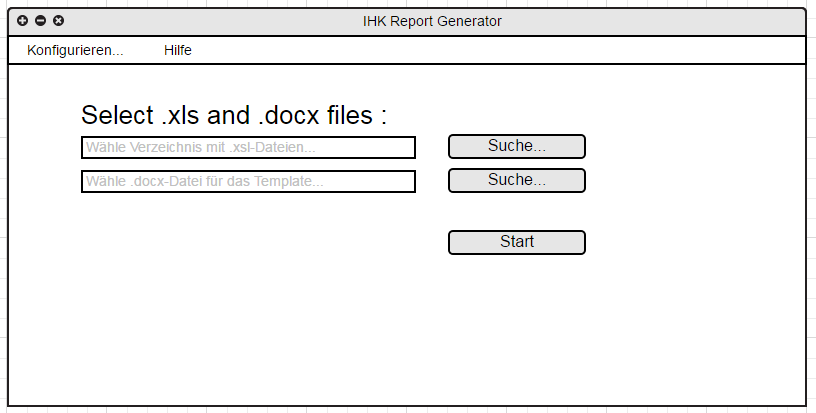 IHK Report Generator
Konfigurieren... Hilfe
Select .xls and .docx files :
Wähle Verzeichnis mit .xsl-Dateien... Suche...
Wähle .docx-Datei für das Template... Suche...
Start